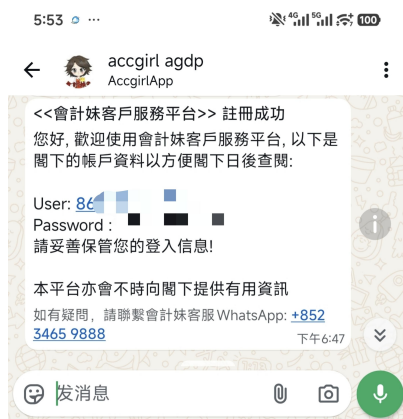 5:53 ···
4G 5G 100
accgirl agdp
AccgirlApp
<<會計妹客戶服務平台>> 註冊成功
您好, 歡迎使用會計妹客戶服務平台, 以下是
閣下的帳戶資料以方便閣下日後查閱:
User: 86
Password :
請妥善保管您的登入信息!
本平台亦會不時向閣下提供有用資訊
如有疑問，請聯繫會計妹客服 WhatsApp: +852
3465 9888
下午6:47
发消息